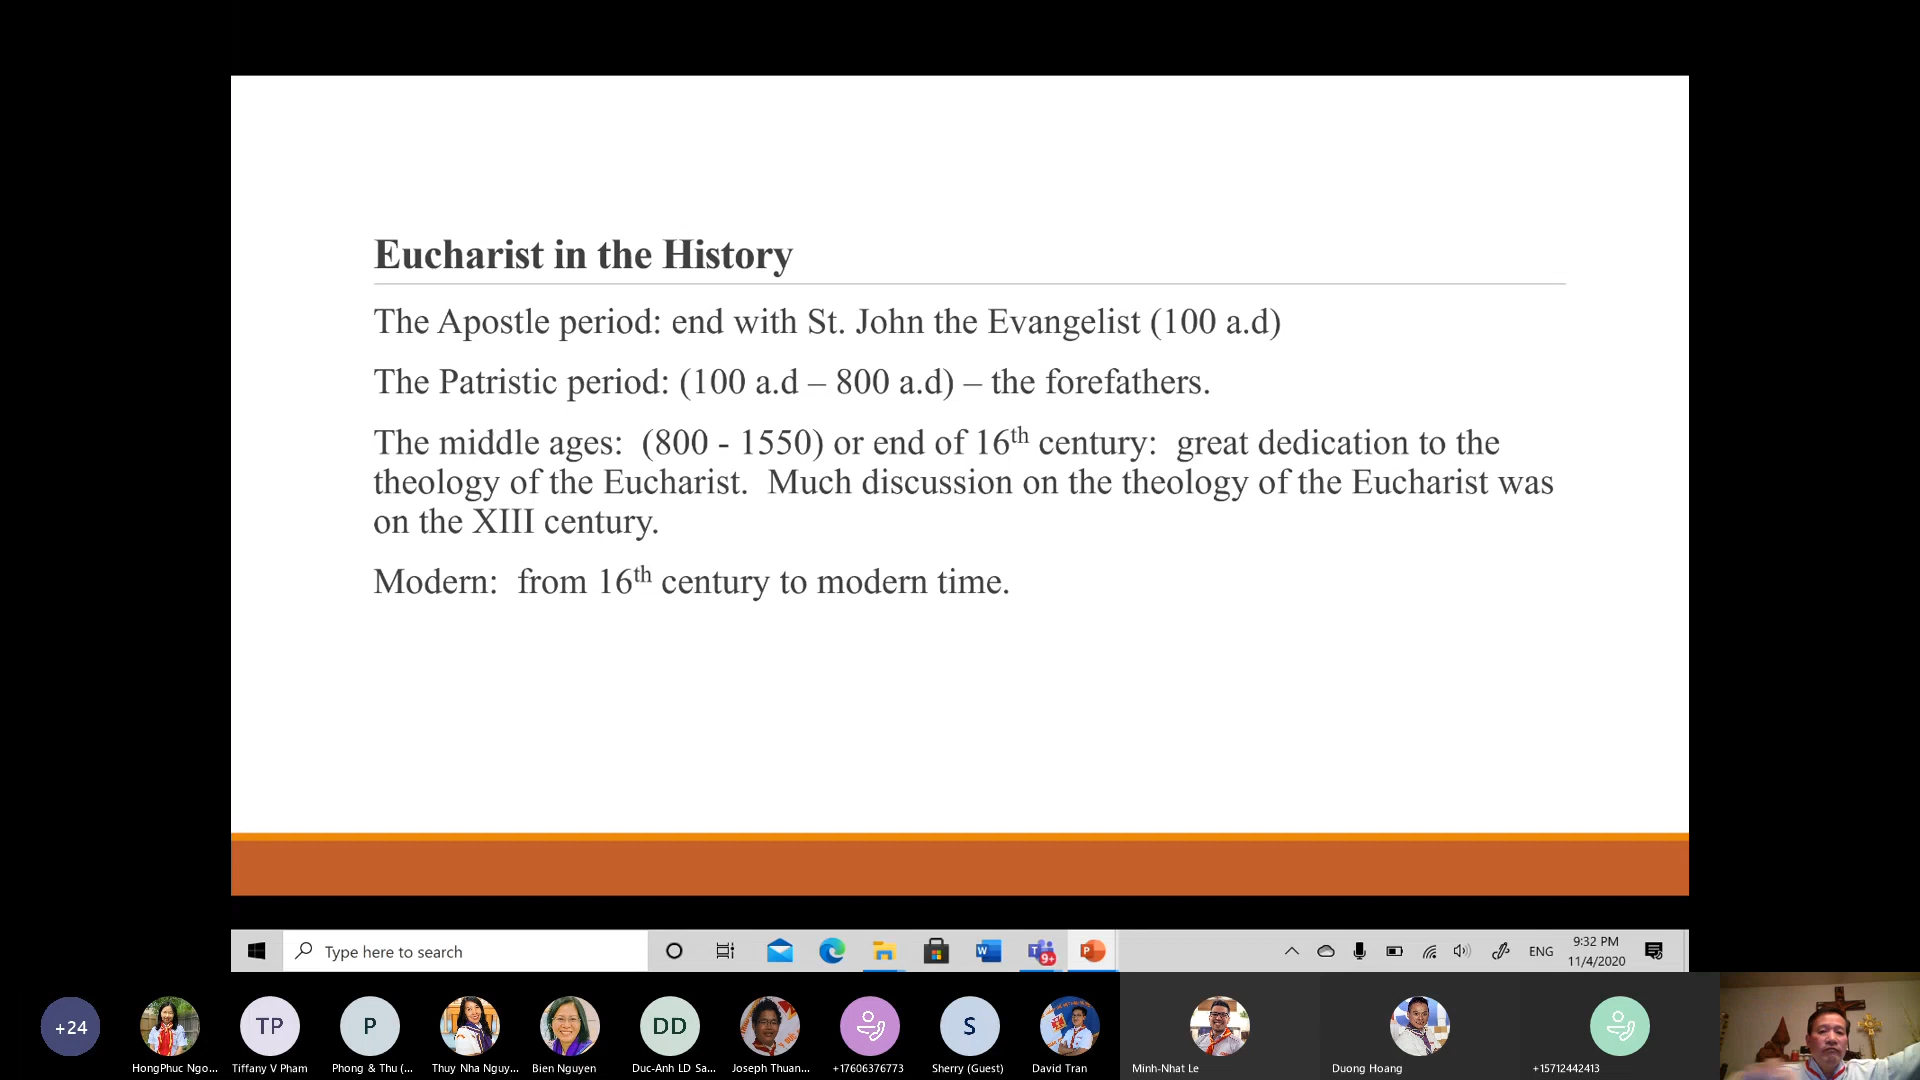 Eucharist in the History
The Apostle period: end with St. John the Evangelist (100 a.d)
The Patristic period: (100 a.d – 800 a.d) – the forefathers.
The middle ages:  (800 - 1550) or end of 16th century:  great dedication to the
theology of the Eucharist.  Much discussion on the theology of the Eucharist was
on the XIII century.
Modern:  from 16th century to modern time.
Type here to search
W
T
9+
P
ENG
9:32 PM
11/4/2020
+24
TP
P
DD
S
HongPhuc Ngo...
Tiffany V Pham
Phong & Thu (...
Thuy Nha Nguy...
Bien Nguyen
Duc-Anh LD Sa...
Joseph Thuan...
+17606376773
Sherry (Guest)
David Tran
Minh-Nhat Le
Duong Hoang
+15712442413